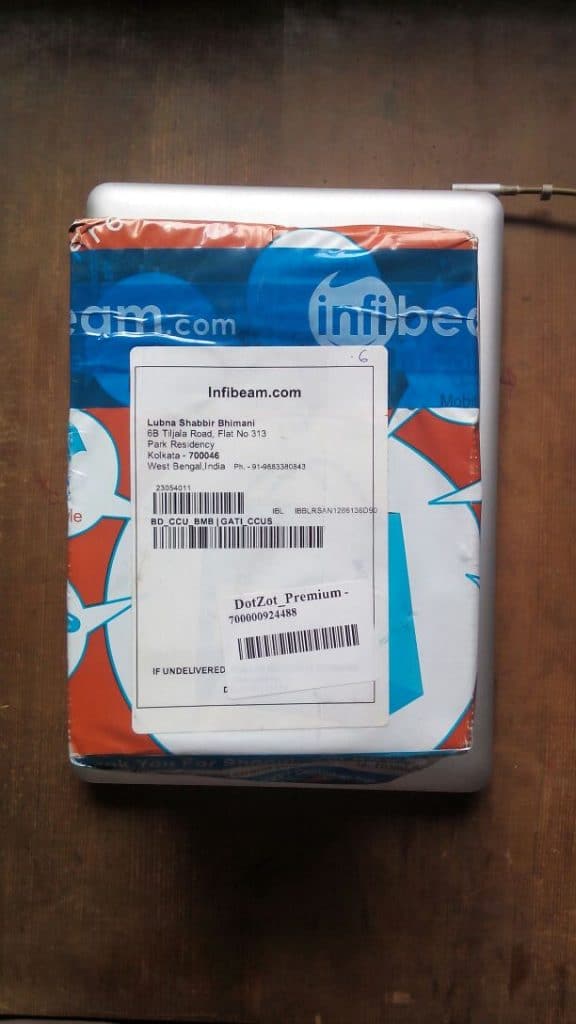 eam.com
infibea
6
Infibeam.com
Lubna Shabbir Bhimani
6B Tiljala Road, Flat No 313
Park Residency
Kolkata - 700046
West Bengal,India Ph. - 91-9883380843
23054011
IBL
BD_CCU_BMB|GATI_CCUS
DotZot_Premium -
700000924488
IF UNDELIVERED